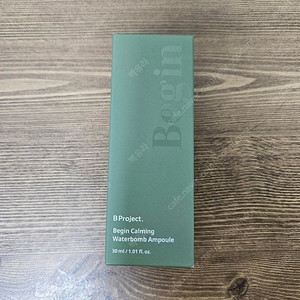 Begin
B Project.
Begin Calming
Waterbomb Ampoule
30 ml / 1.01 fl. oz.